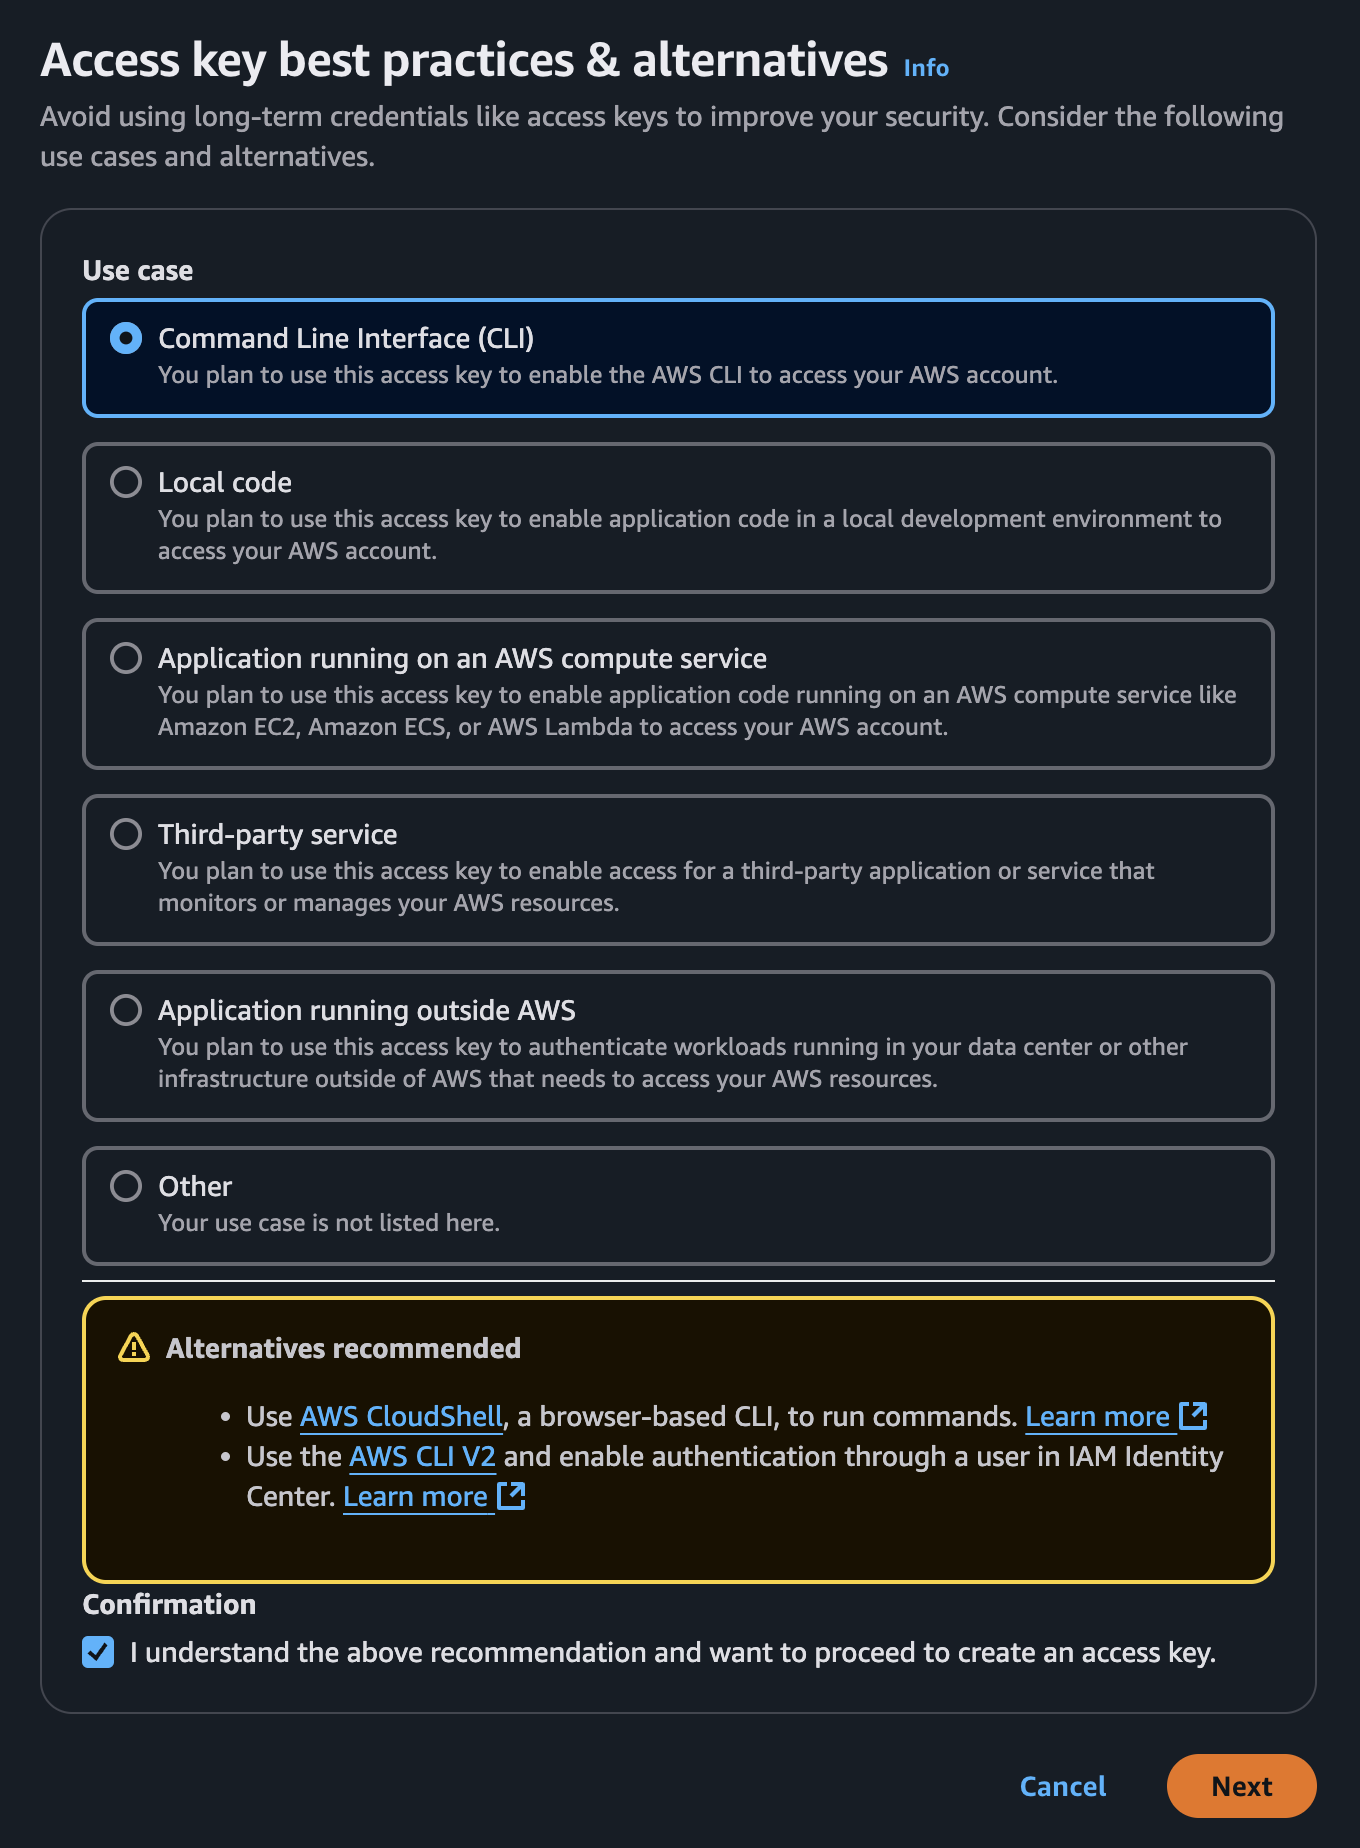 Access key best practices & alternatives Info
Avoid using long-term credentials like access keys to improve your security. Consider the following
use cases and alternatives.
Use case
Command Line Interface (CLI)
You plan to use this access key to enable the AWS CLI to access your AWS account.
Local code
You plan to use this access key to enable application code in a local development environment to
access your AWS account.
Application running on an AWS compute service
You plan to use this access key to enable application code running on an AWS compute service like
Amazon EC2, Amazon ECS, or AWS Lambda to access your AWS account.
Third-party service
You plan to use this access key to enable access for a third-party application or service that
monitors or manages your AWS resources.
Application running outside AWS
You plan to use this access key to authenticate workloads running in your data center or other
infrastructure outside of AWS that needs to access your AWS resources.
Other
Your use case is not listed here.
Alternatives recommended
• Use AWS CloudShell, a browser-based CLI, to run commands. Learn more
• Use the AWS CLI V2 and enable authentication through a user in IAM Identity
Center. Learn more
Confirmation
I understand the above recommendation and want to proceed to create an access key.
Cancel Next